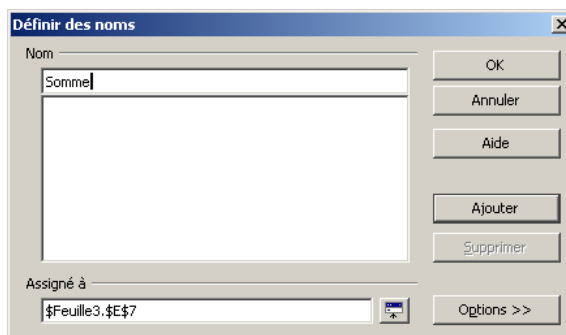 Définir des noms
Nom
Somme
OK
Annuler
Aide
Ajouter
Supprimer
Assigné à
$Feuille3.$E$7
Options >>